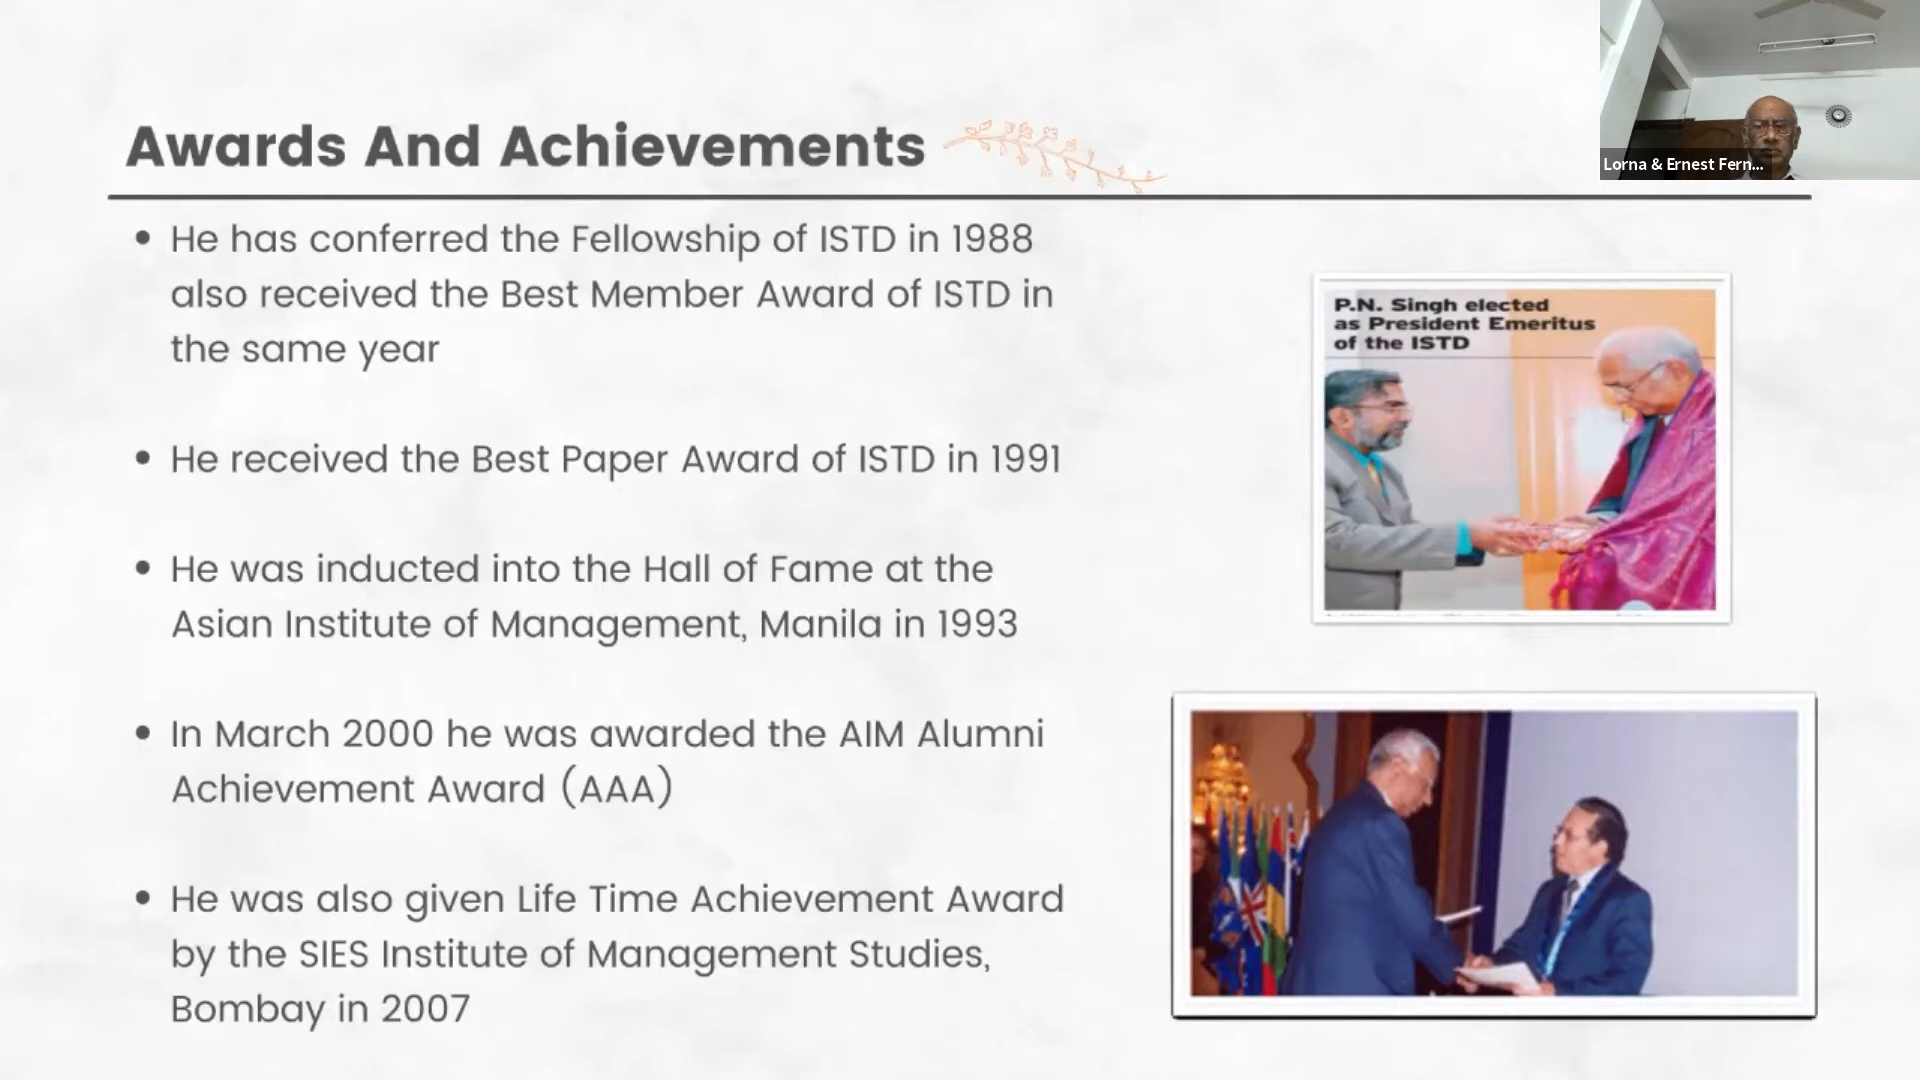 Awards And Achievements
Lorna & Ernest Fern...
• He has conferred the Fellowship of ISTD in 1988
also received the Best Member Award of ISTD in
the same year
• He received the Best Paper Award of ISTD in 1991
• He was inducted into the Hall of Fame at the
Asian Institute of Management, Manila in 1993
• In March 2000 he was awarded the AIM Alumni
Achievement Award (AAA)
• He was also given Life Time Achievement Award
by the SIES Institute of Management Studies,
Bombay in 2007
P.N. Singh elected
as President Emeritus
of the ISTD